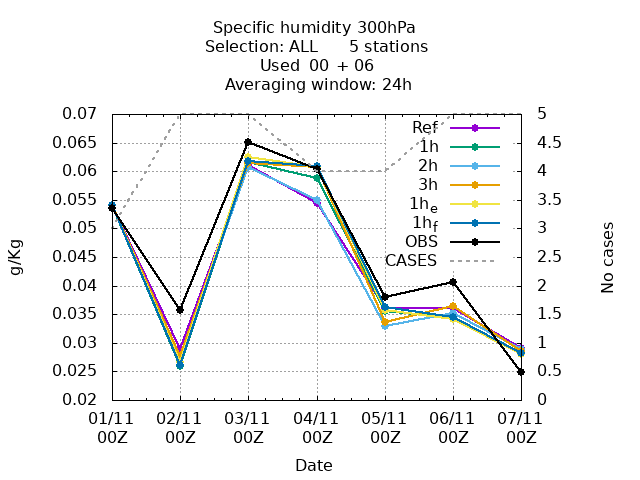 Specific humidity 300hPa
Selection: ALL 5 stations
Used 00 + 06
Averaging window: 24h
0.07
0.065
0.06
0.055
0.05
0.045
0.04
0.035
0.03
0.025
0.02
g/Kg
5
4.5
4
3.5
3
2.5
2
1.5
1
0.5
0
No cases
Ref
1h
2h
3h
1he
1hf
OBS
CASES
01/11 02/11 03/11 04/11 05/11 06/11 07/11
00Z 00Z 00Z 00Z 00Z 00Z 00Z
Date